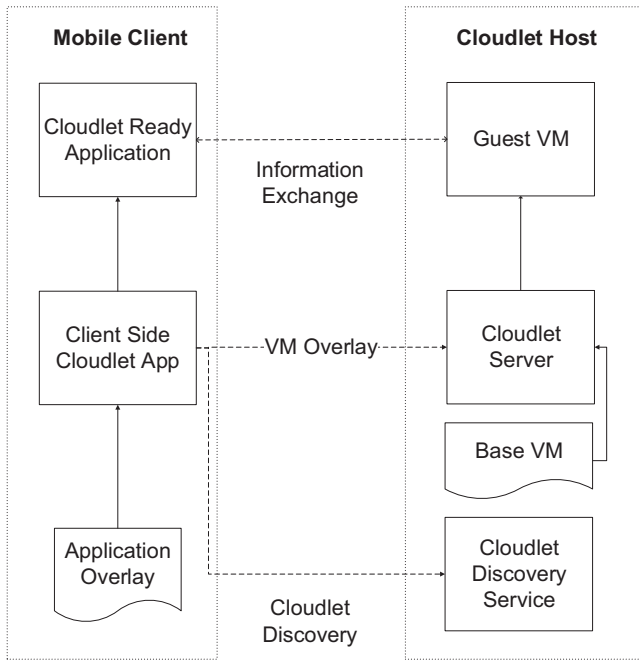 Mobile Client
Cloudlet Host
Cloudlet Ready
Application
Guest VM
Information
Exchange
Client Side
Cloudlet App
VM Overlay
Cloudlet
Server
Base VM
Application
Overlay
Cloudlet
Discovery
Service
Cloudlet
Discovery